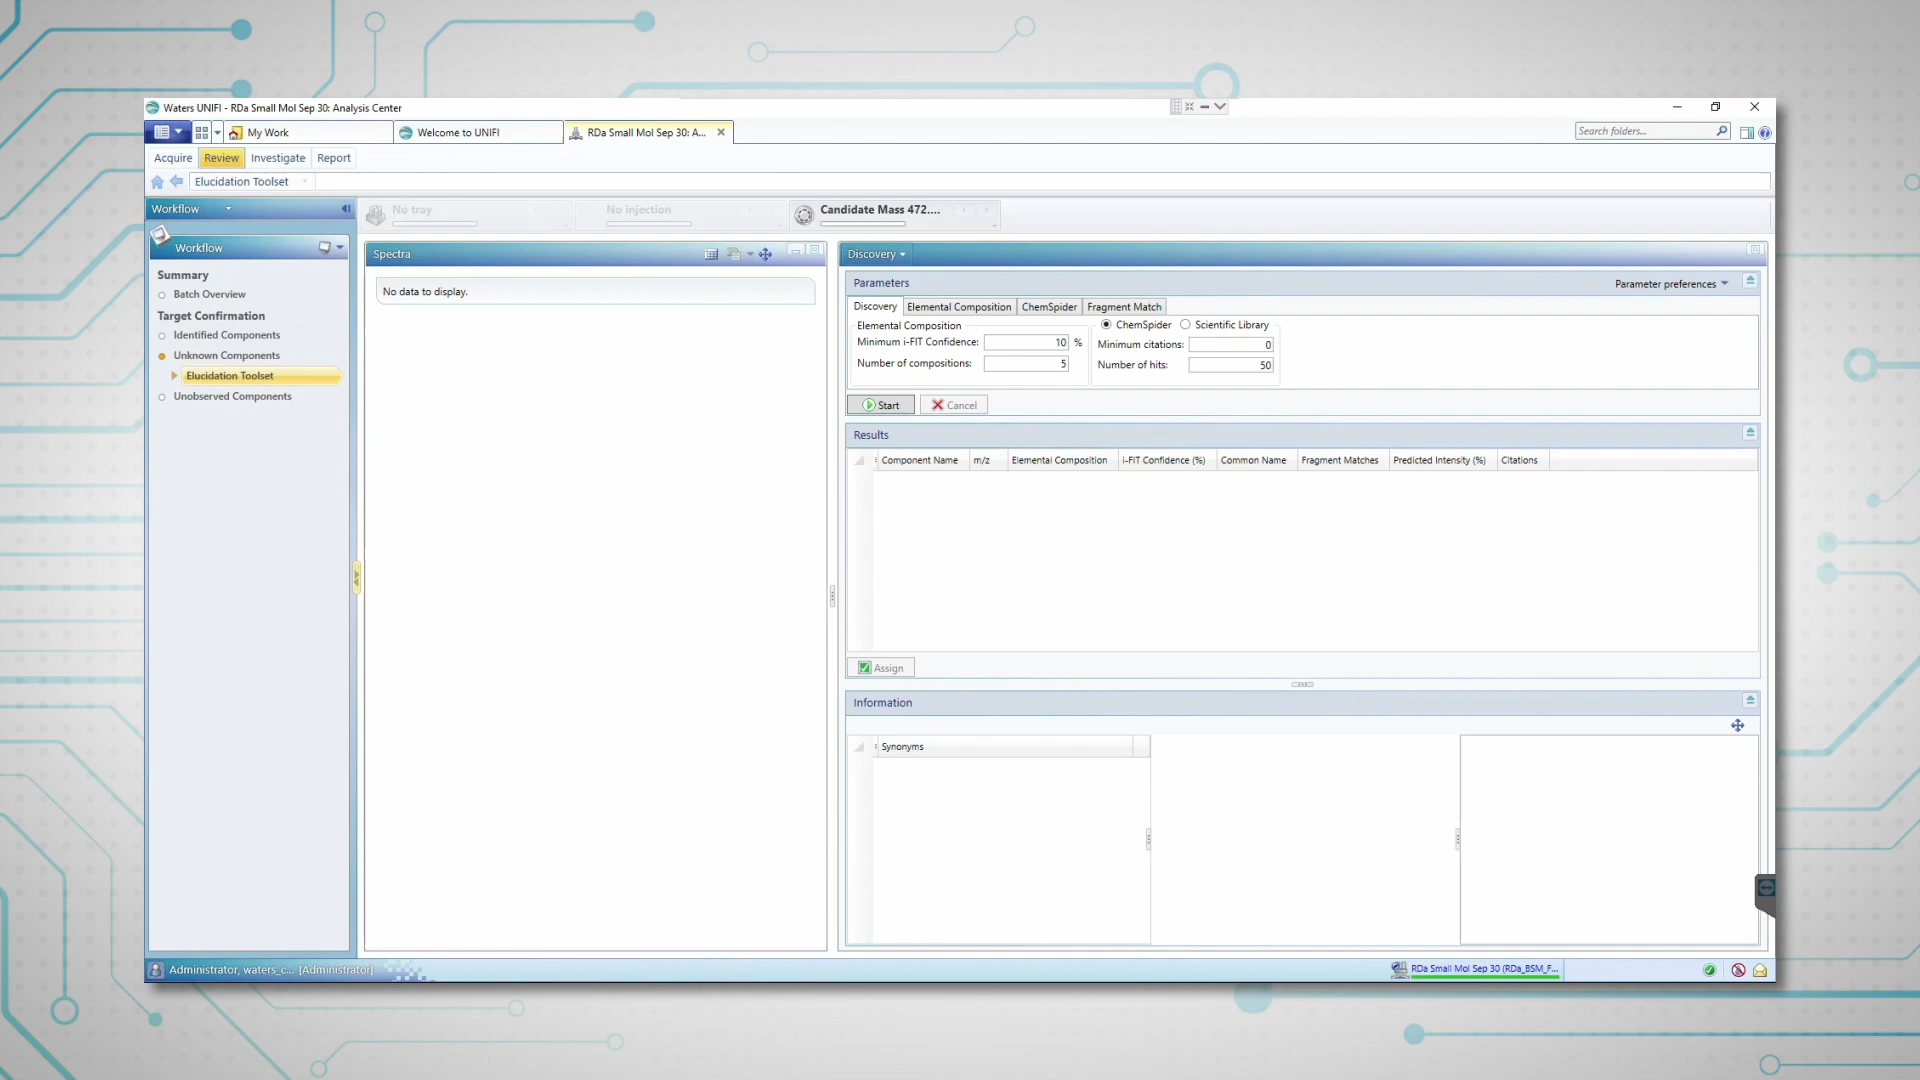 Waters UNIFI - RDa Small Mol Sep 30: Analysis Center
My Work
Welcome to UNIFI
RDa Small Mol Sep 30: A...
Search folders...
Acquire
Review
Investigate
Report
Elucidation Toolset
Workflow
No tray
No injection
Candidate Mass 472....
Workflow
Summary
Batch Overview
Target Confirmation
Identified Components
Unknown Components
Elucidation Toolset
Unobserved Components
Spectra
No data to display.
Discovery
Parameters
Parameter preferences
Discovery
Elemental Composition
ChemSpider
Fragment Match
Elemental Composition
Minimum i-FIT Confidence: 10 %
Number of compositions: 5
ChemSpider
Scientific Library
Minimum citations: 0
Number of hits: 50
Start
Cancel
Results
Component Name
m/z
Elemental Composition
i-FIT Confidence (%)
Common Name
Fragment Matches
Predicted Intensity (%)
Citations
Assign
Information
Synonyms
Administrator, waters_c... [Administrator]
RDa Small Mol Sep 30 (RDa_BSM_F...